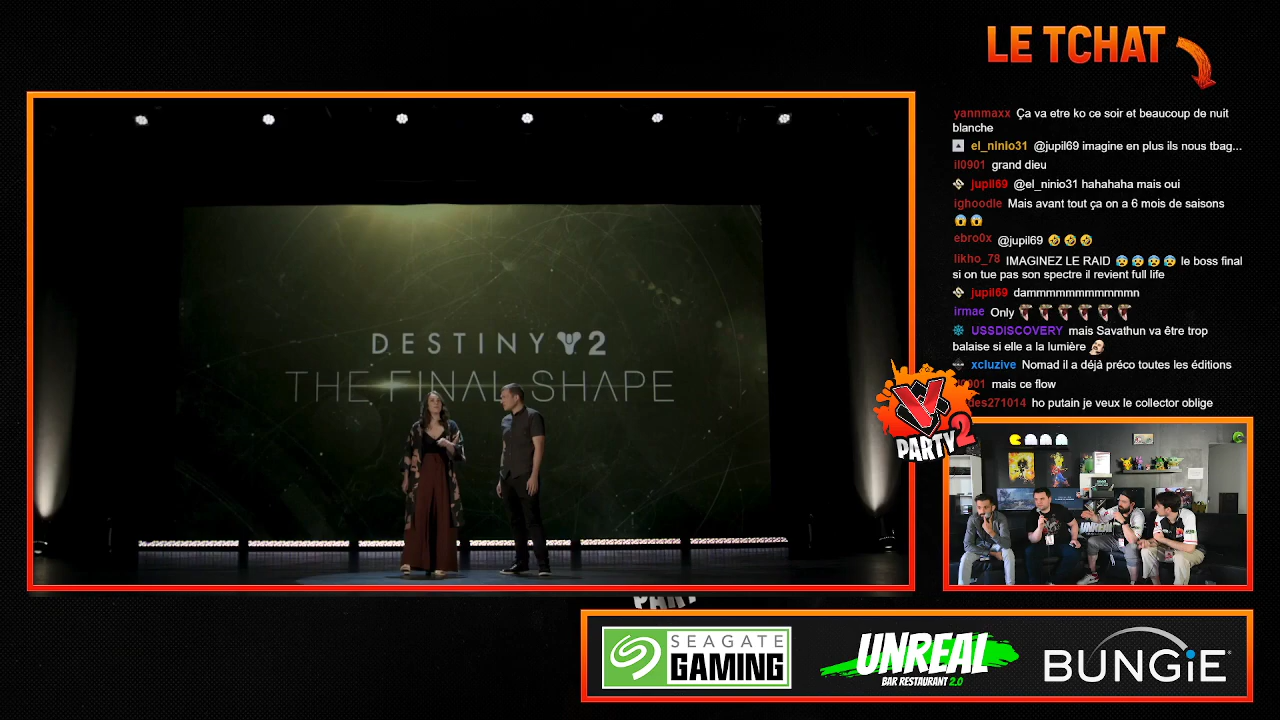 LE TCHAT
yannmaxx Ça va etre ko ce soir et beaucoup de nuit
blanche
el_ninio31 @jupil69 imagine en plus ils nous tbag...
il0901 grand dieu
jupil69 @el_ninio31 hahahaha mais oui
ighoodle Mais avant tout ça on a 6 mois de saisons
😱 😱
ebro0x @jupil69 🤣 🤣 🤣
likho_78 IMAGINEZ LE RAID 😰 😰 😰 😰 le boss final
si on tue pas son spectre il revient full life
jupil69 dammmmmmmmmmmn
irmae Only
USSDISCOVERY mais Savathun va être trop
balaise si elle a la lumière
xcluzive Nomad il a déjà préco toutes les éditions
mais ce flow
ho putain je veux le collector oblige
DESTINY 2
THE FINAL SHAPE
PARTY 2
UNREAL
PARTY
SEAGATE
GAMING
UNREAL
BAR RESTAURANT 2.0
BUNGiE